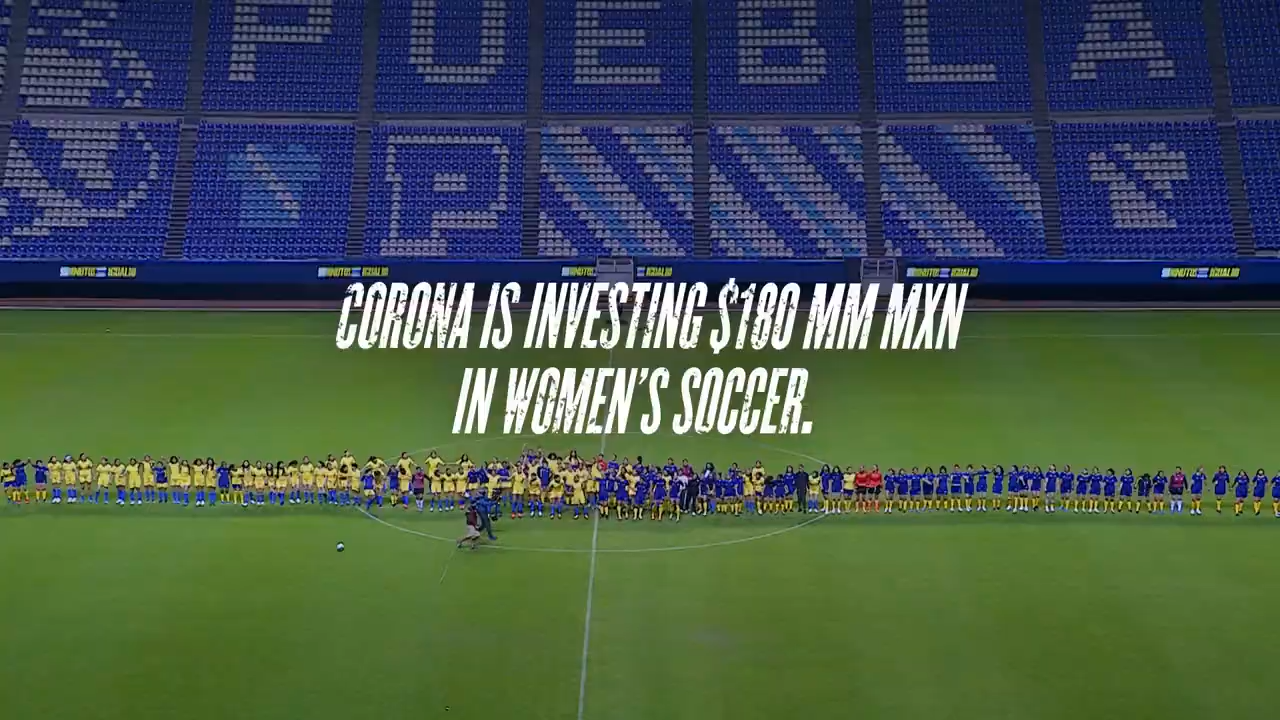 PUEBLA
P
CORONA IS INVESTING $180 MM MXN
IN WOMEN'S SOCCER.